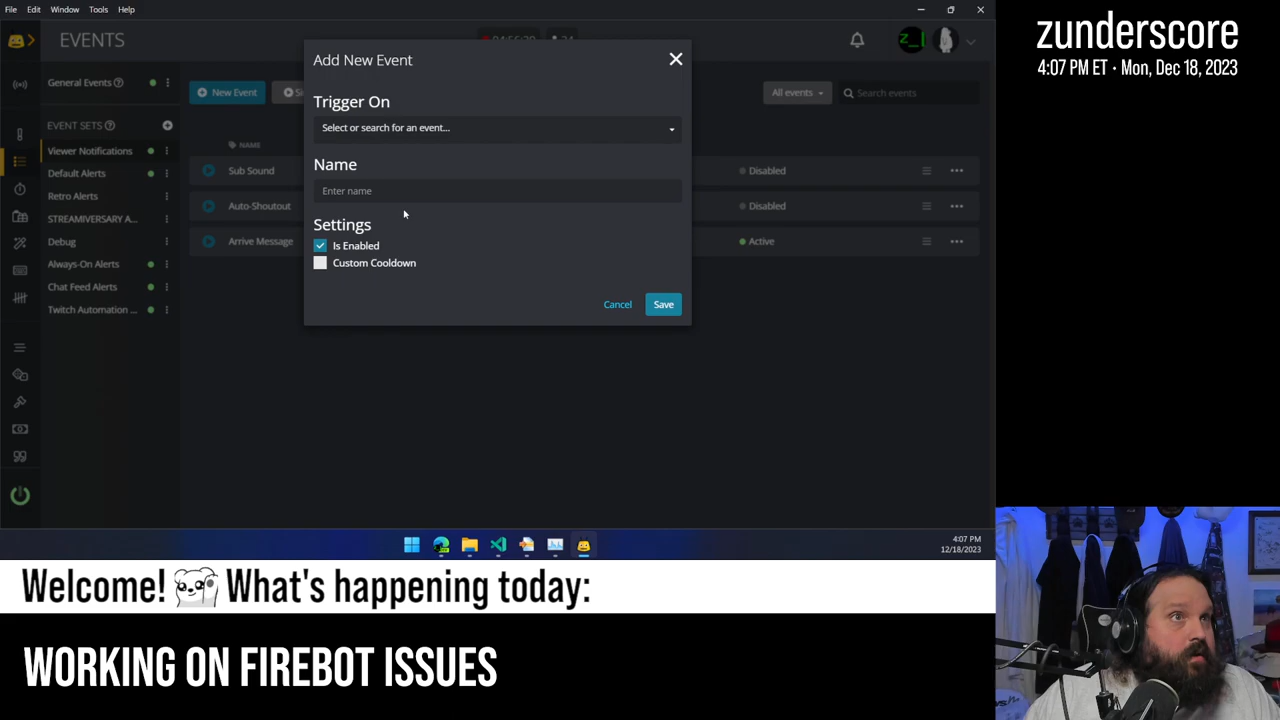 File Edit Window Tools Help
EVENTS
General Events
EVENT SETS
Viewer Notifications
Default Alerts
Retro Alerts
STREAMIVERSARY A...
Debug
Always-On Alerts
Chat Feed Alerts
Twitch Automation ...
New Event
All events
Search events
NAME
Sub Sound
Disabled
Auto-Shoutout
Disabled
Arrive Message
Active
Add New Event
Trigger On
Select or search for an event...
Name
Enter name
Settings
Is Enabled
Custom Cooldown
Cancel
Save
4:07 PM
12/18/2023
zunderscore
4:07 PM ET • Mon, Dec 18, 2023
Welcome! What's happening today:
WORKING ON FIREBOT ISSUES